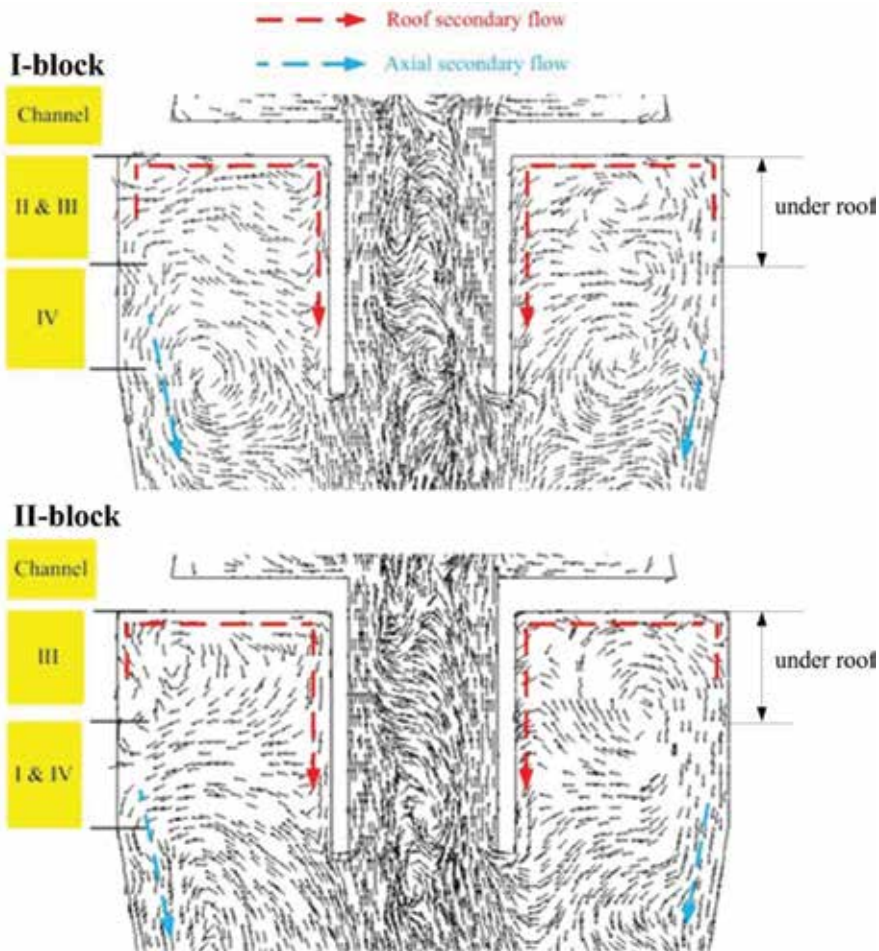 Roof secondary flow
Axial secondary flow
I-block
Channel
II & III
IV
under roof
II-block
Channel
III
I & IV
under roof